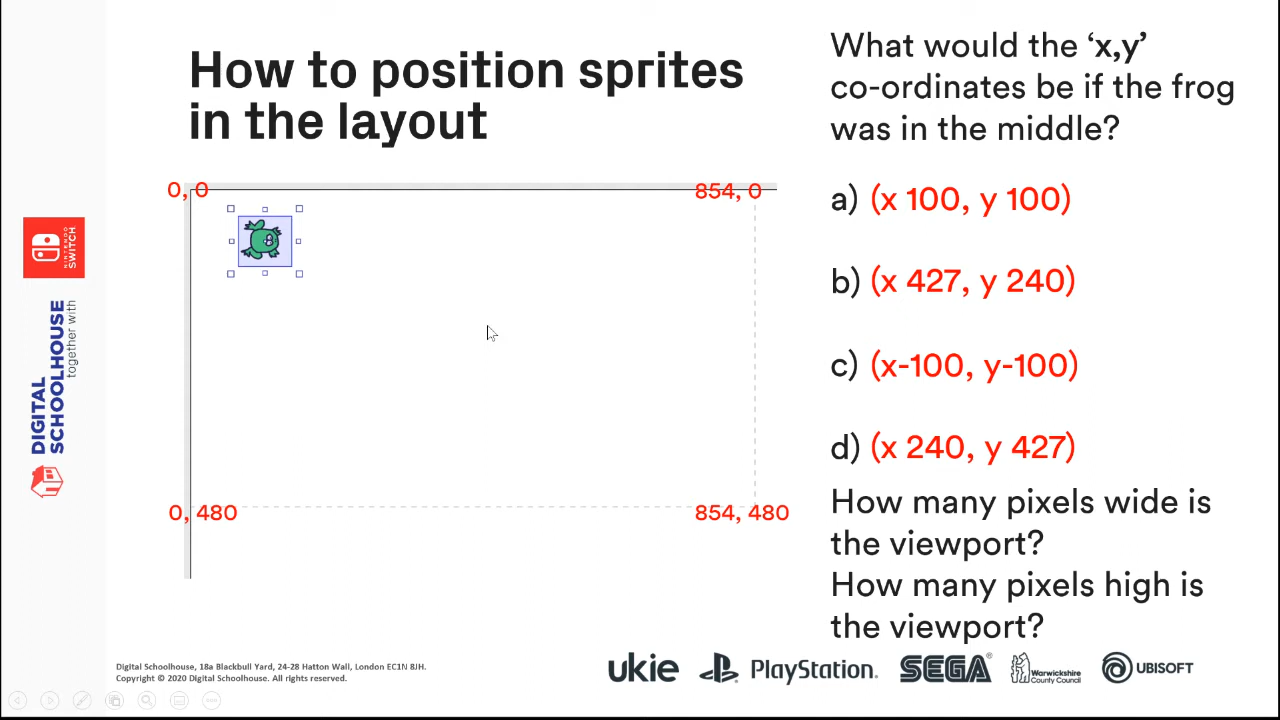 How to position sprites
in the layout
0, 0
854, 0
0, 480
854, 480
What would the ‘x,y’
co-ordinates be if the frog
was in the middle?
a) (x 100, y 100)
b) (x 427, y 240)
c) (x-100, y-100)
d) (x 240, y 427)
How many pixels wide is
the viewport?
How many pixels high is
the viewport?
NINTENDO
SWITCH
DIGITAL
SCHOOLHOUSE
together with
Digital Schoolhouse, 18a Blackbull Yard, 24-28 Hatton Wall, London EC1N 8JH.
Copyright © 2020 Digital Schoolhouse. All rights reserved.
ukie
PlayStation.
SEGA®
Warwickshire
County Council
UBISOFT